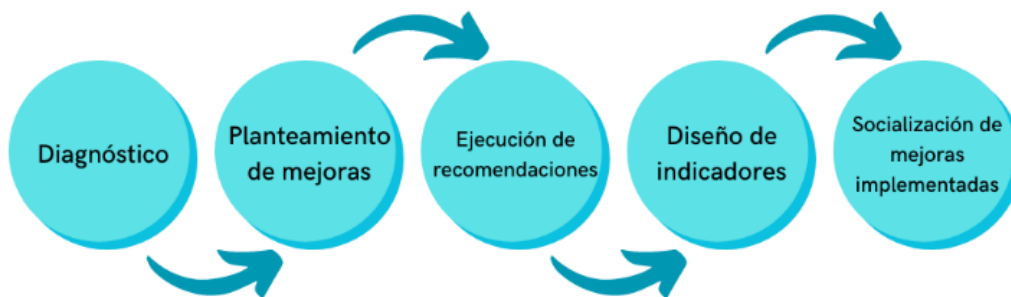 Diagnóstico
Planteamiento
de mejoras
Ejecución de
recomendaciones
Diseño de
indicadores
Socialización de
mejoras
implementadas